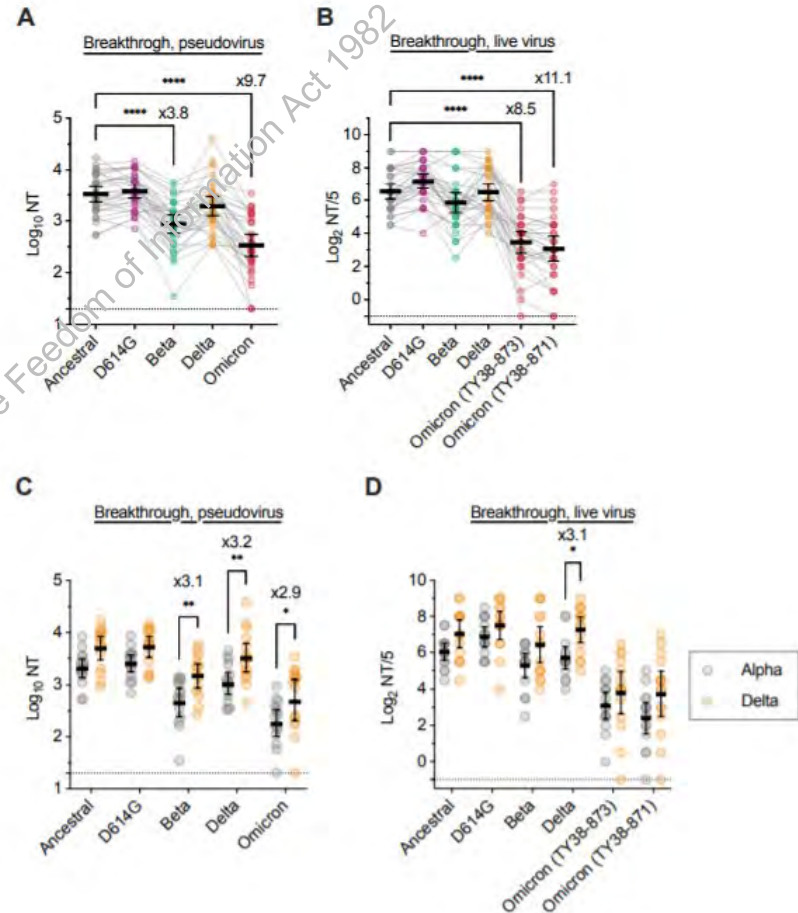 A
Breakthrogh, pseudovirus
**** x9.7
**** x3.8
Log10 NT
5
4
3
2
1
Ancestral
D614G
Beta
Delta
Omicron
B
Breakthrough, live virus
**** x11.1
**** x8.5
Log2 NT/5
10
8
6
4
2
0
Ancestral
D614G
Beta
Delta
Omicron (TY38-873)
Omicron (TY38-871)
e Freedom of Information Act 1982
C
Breakthrough, pseudovirus
x3.2
**
x3.1
**
x2.9
*
Log10 NT
5
4
3
2
1
Ancestral
D614G
Beta
Delta
Omicron
D
Breakthrough, live virus
x3.1
*
Log2 NT/5
10
8
6
4
2
0
Ancestral
D614G
Beta
Delta
Omicron (TY38-873)
Omicron (TY38-871)
Alpha
Delta